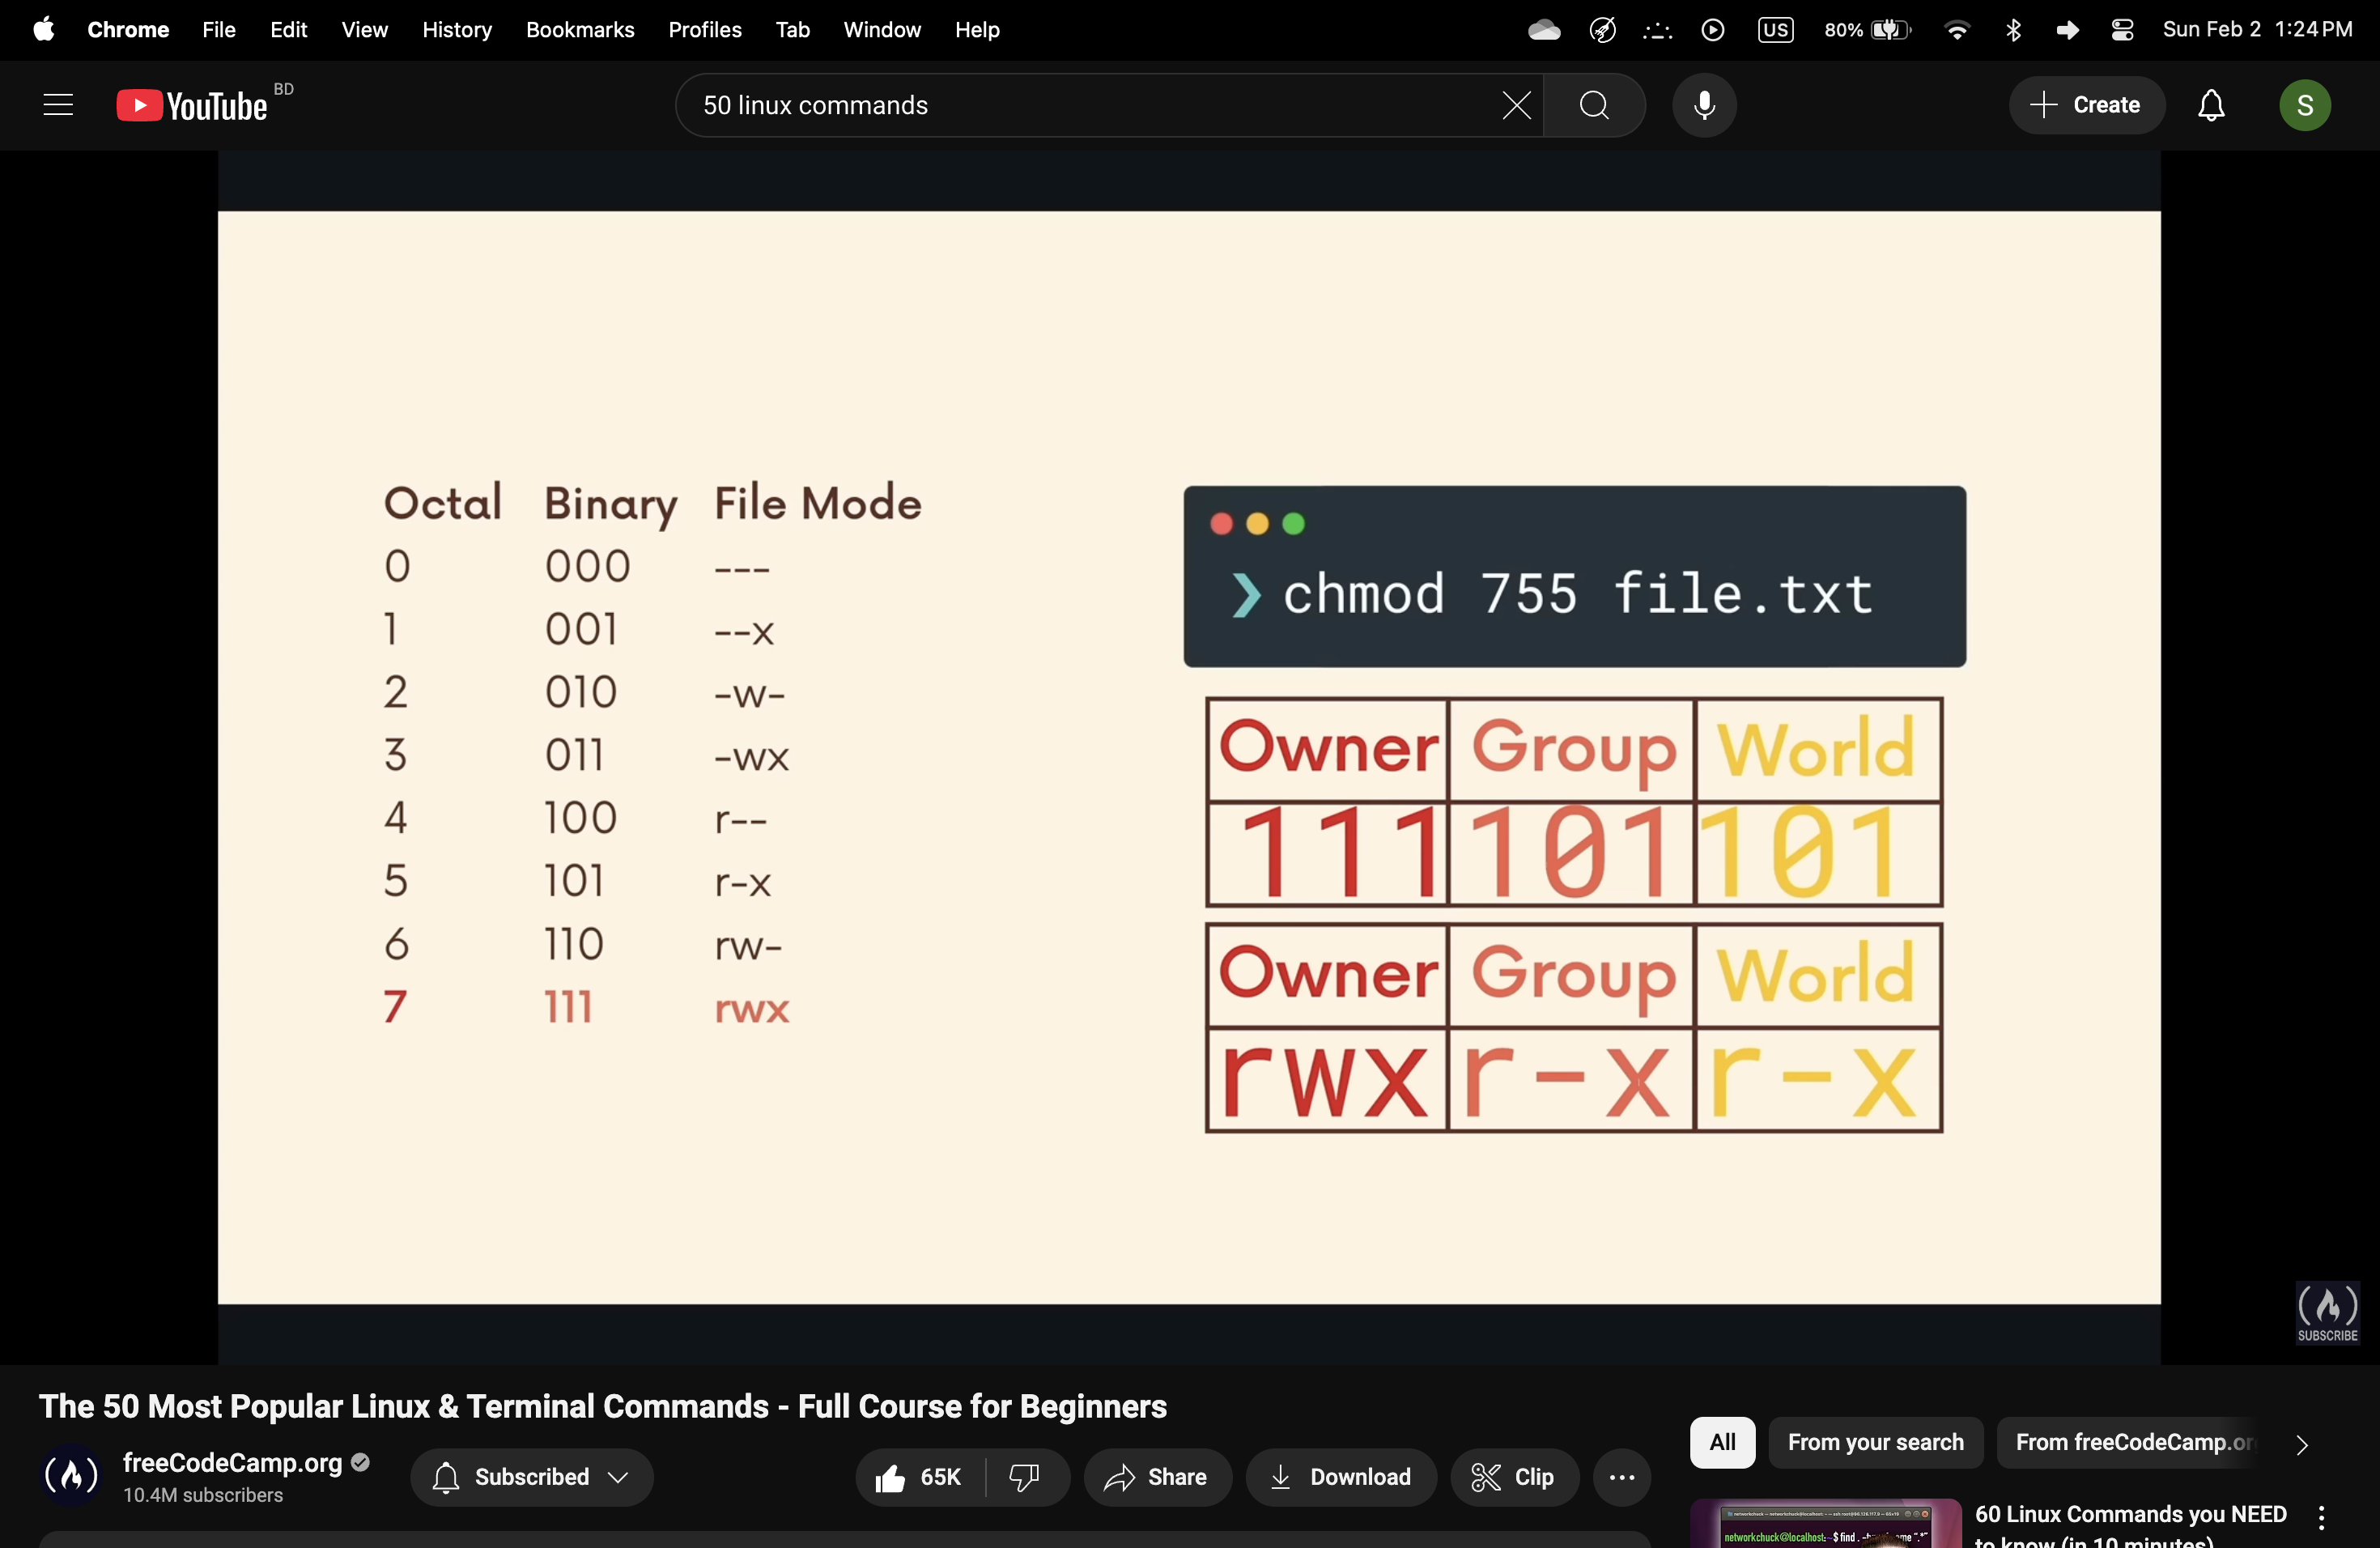 Chrome File Edit View History Bookmarks Profiles Tab Window Help US 80% Sun Feb 2 1:24 PM
YouTube BD 50 linux commands Create S
Octal Binary File Mode
0 000 ---
1 001 --x
2 010 -w-
3 011 -wx
4 100 r--
5 101 r-x
6 110 rw-
7 111 rwx
❯ chmod 755 file.txt
Owner Group World
111 101 101
Owner Group World
rwx r-x r-x
SUBSCRIBE
The 50 Most Popular Linux & Terminal Commands - Full Course for Beginners
freeCodeCamp.org
10.4M subscribers
Subscribed 65K Share Download Clip
All From your search From freeCodeCamp.or
60 Linux Commands you NEED
to know (in 10 minutes)
networkchuck@localhost:~$ find .